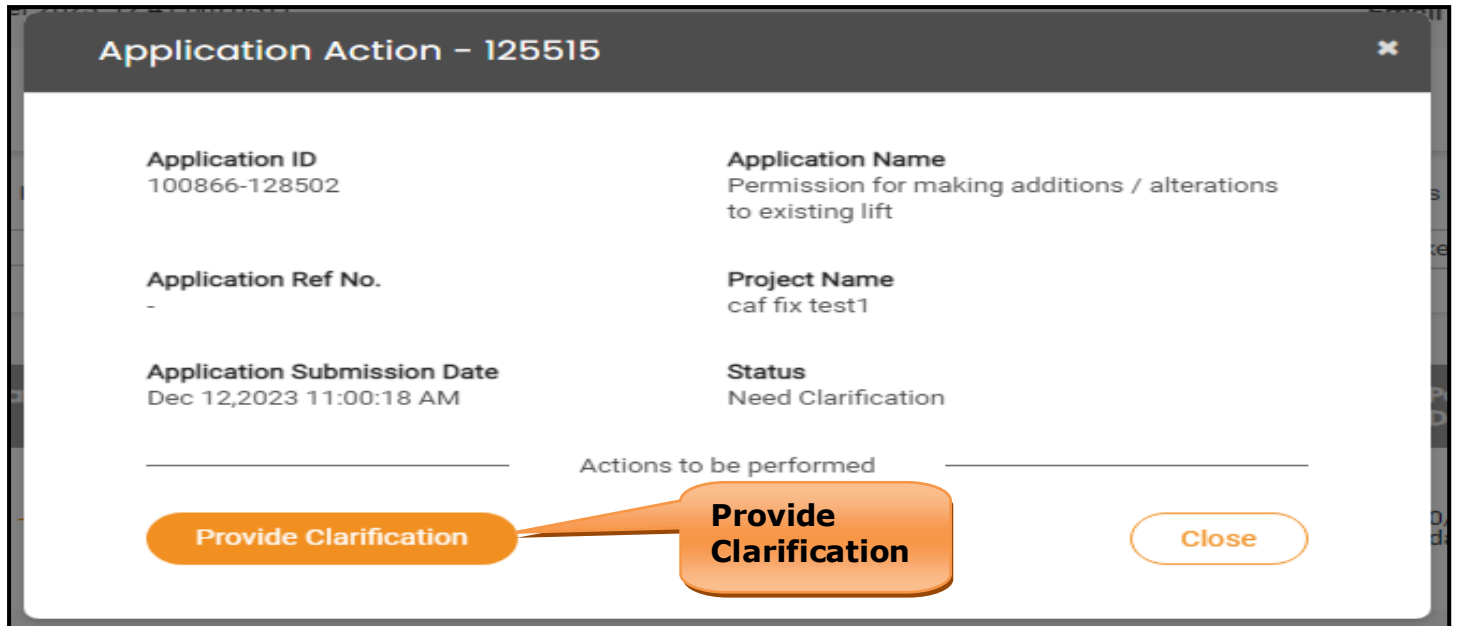 Application Action - 125515
Application ID
100866-128502
Application Name
Permission for making additions / alterations
to existing lift
Application Ref No.
-
Project Name
caf fix test1
Application Submission Date
Dec 12,2023 11:00:18 AM
Status
Need Clarification
Actions to be performed
Provide Clarification
Provide
Clarification
Close